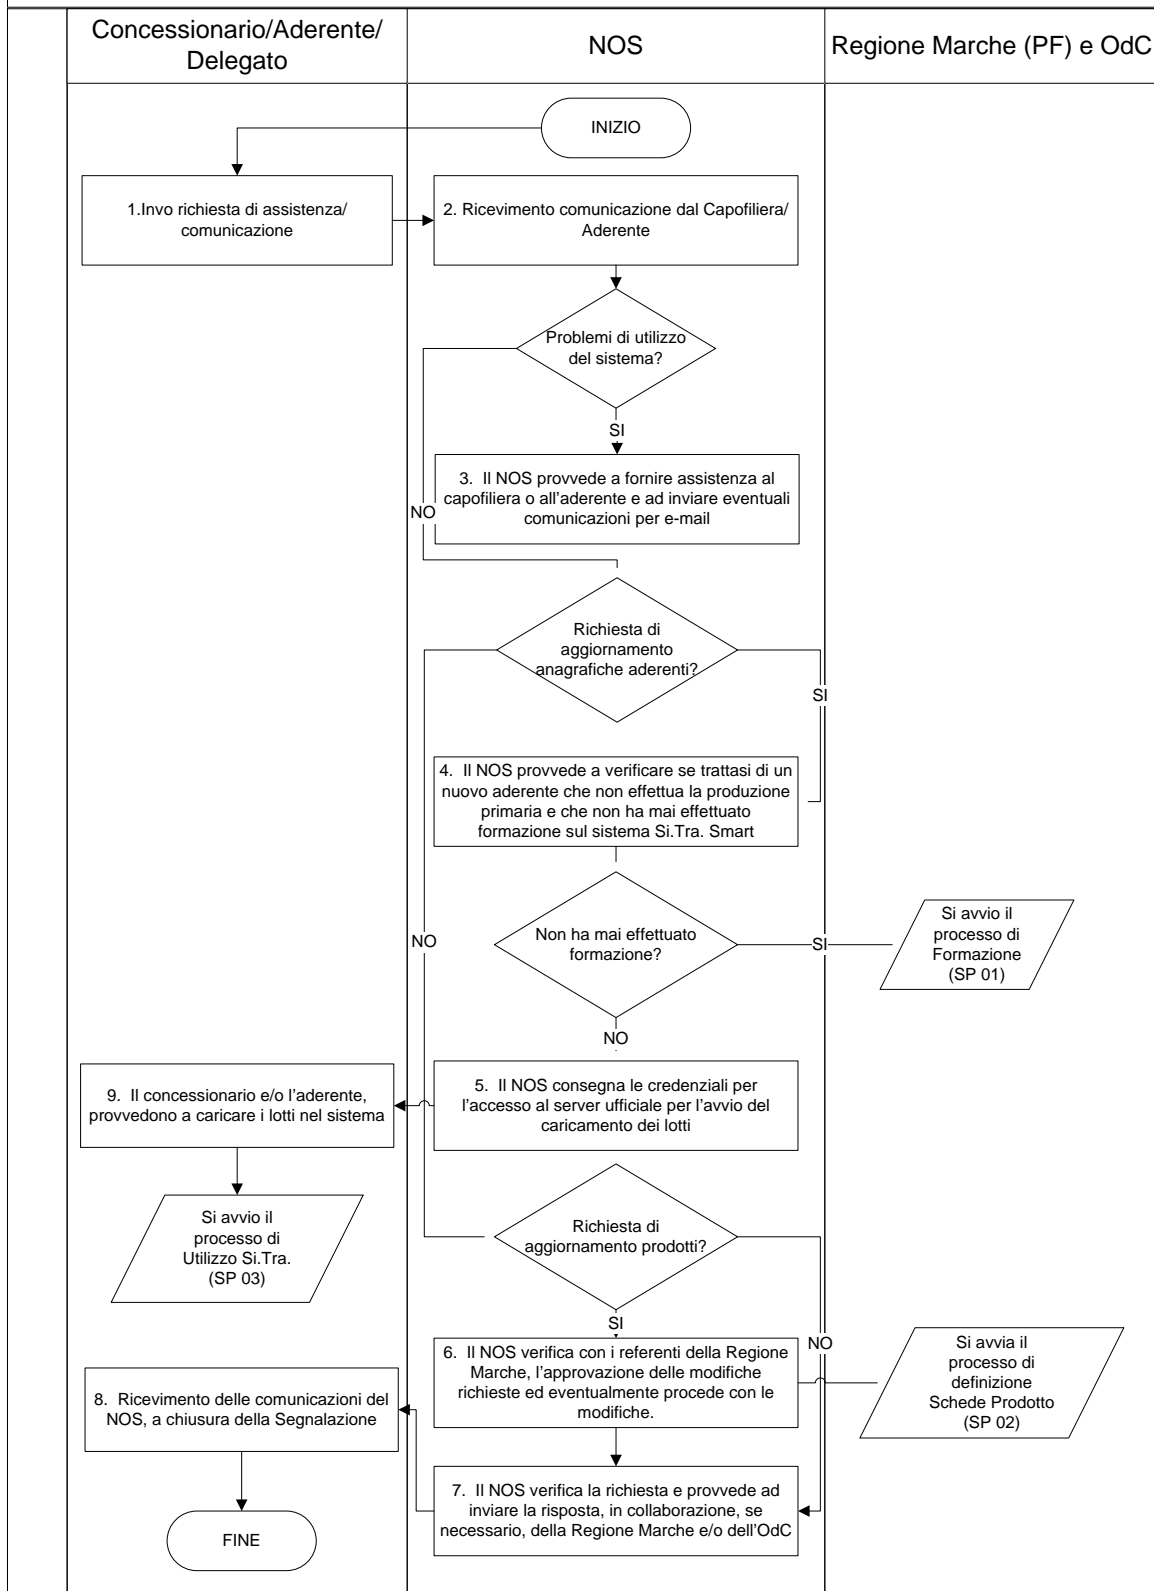 Concessionario/Aderente/
Delegato
NOS
Regione Marche (PF) e OdC
INIZIO
1.Invo richiesta di assistenza/
comunicazione
2. Ricevimento comunicazione dal Capofiliera/
Aderente
Problemi di utilizzo
del sistema?
SI
3. Il NOS provvede a fornire assistenza al
capofiliera o all'aderente e ad inviare eventuali
comunicazioni per e-mail
NO
Richiesta di
aggiornamento
anagrafiche aderenti?
SI
4. Il NOS provvede a verificare se trattasi di un
nuovo aderente che non effettua la produzione
primaria e che non ha mai effettuato
formazione sul sistema Si.Tra. Smart
Non ha mai effettuato
formazione?
SI
Si avvio il
processo di
Formazione
(SP 01)
NO
NO
5. Il NOS consegna le credenziali per
l'accesso al server ufficiale per l'avvio del
caricamento dei lotti
9. Il concessionario e/o l'aderente,
provvedono a caricare i lotti nel sistema
Si avvio il
processo di
Utilizzo Si.Tra.
(SP 03)
Richiesta di
aggiornamento prodotti?
SI
NO
6. Il NOS verifica con i referenti della Regione
Marche, l'approvazione delle modifiche
richieste ed eventualmente procede con le
modifiche.
Si avvia il
processo di
definizione
Schede Prodotto
(SP 02)
8. Ricevimento delle comunicazioni del
NOS, a chiusura della Segnalazione
7. Il NOS verifica la richiesta e provvede ad
inviare la risposta, in collaborazione, se
necessario, della Regione Marche e/o dell'OdC
FINE